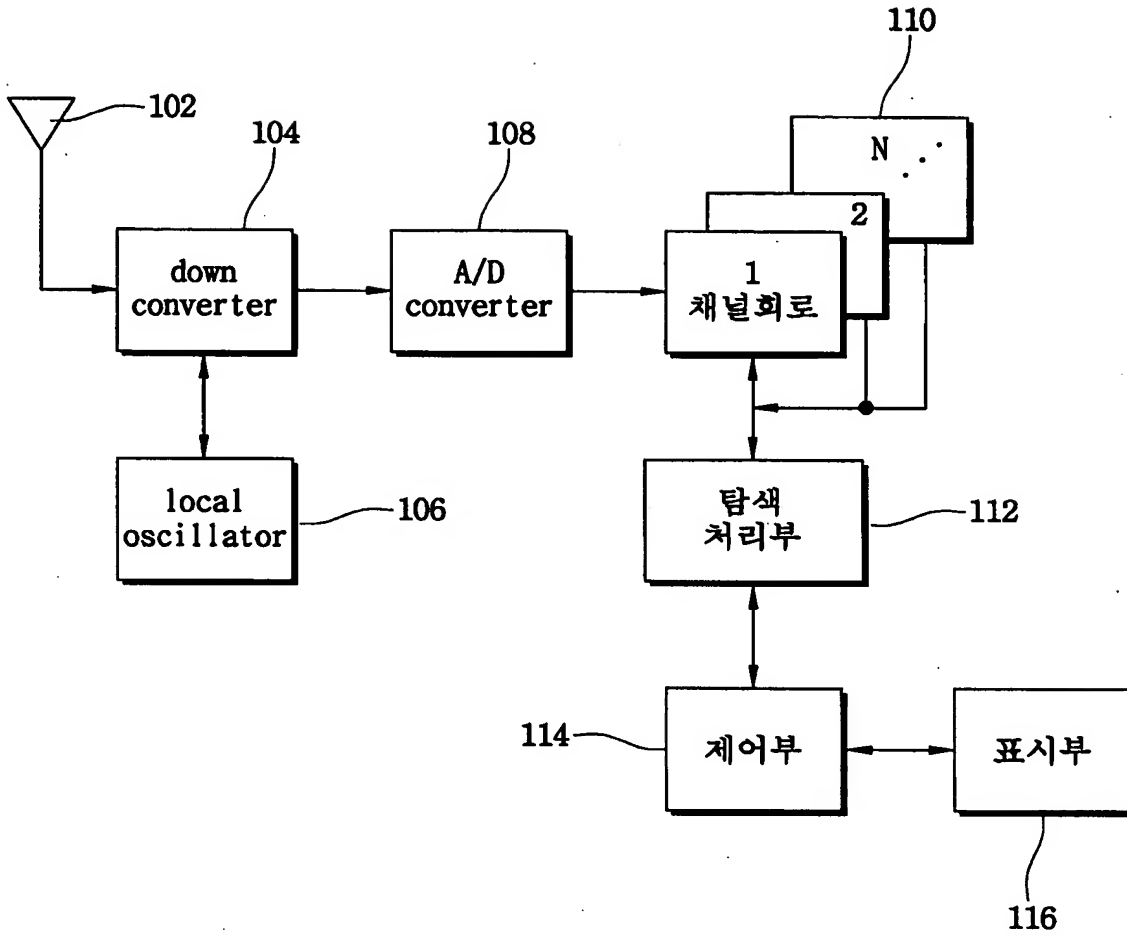 110
102
104
108
N
2
down
converter
A/D
converter
1
채널회로
local
oscillator
106
탐색
처리부
112
114
제어부
표시부
116